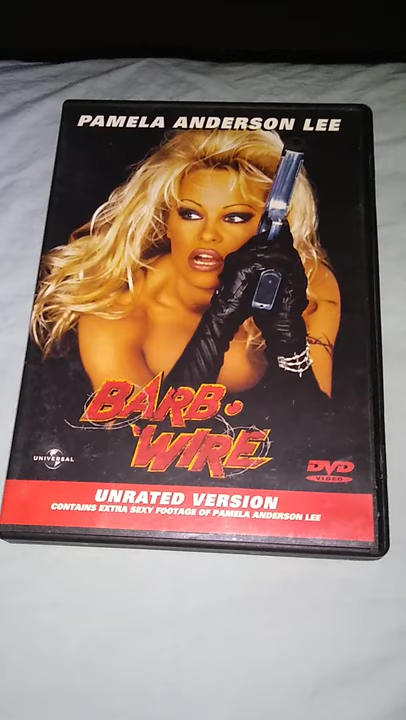 PAMELA ANDERSON LEE
BARB
WIRE
UNIVERSAL
DVD
VIDEO
UNRATED VERSION
CONTAINS EXTRA SEXY FOOTAGE OF PAMELA ANDERSON LEE